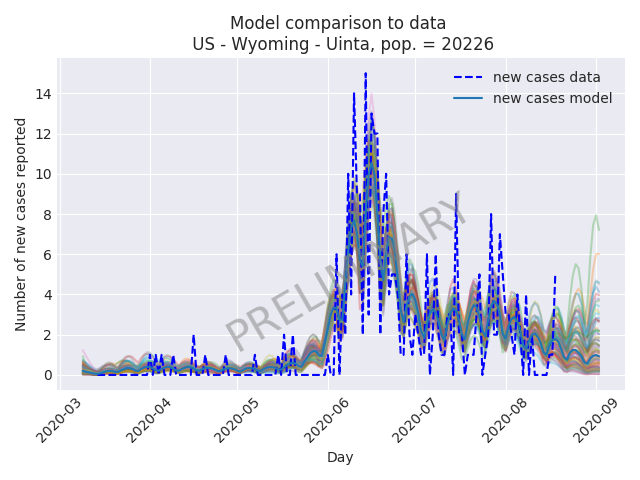 Model comparison to data
US - Wyoming - Uinta, pop. = 20226
new cases data
new cases model
Number of new cases reported
14
12
10
8
6
4
2
0
PRELIMINARY
2020-03
2020-04
2020-05
2020-06
2020-07
2020-08
2020-09
Day